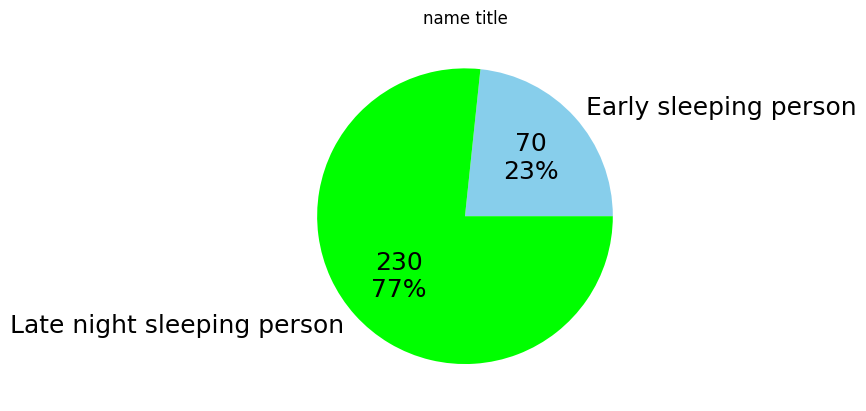 name title
Early sleeping person
70
23%
230
77%
Late night sleeping person